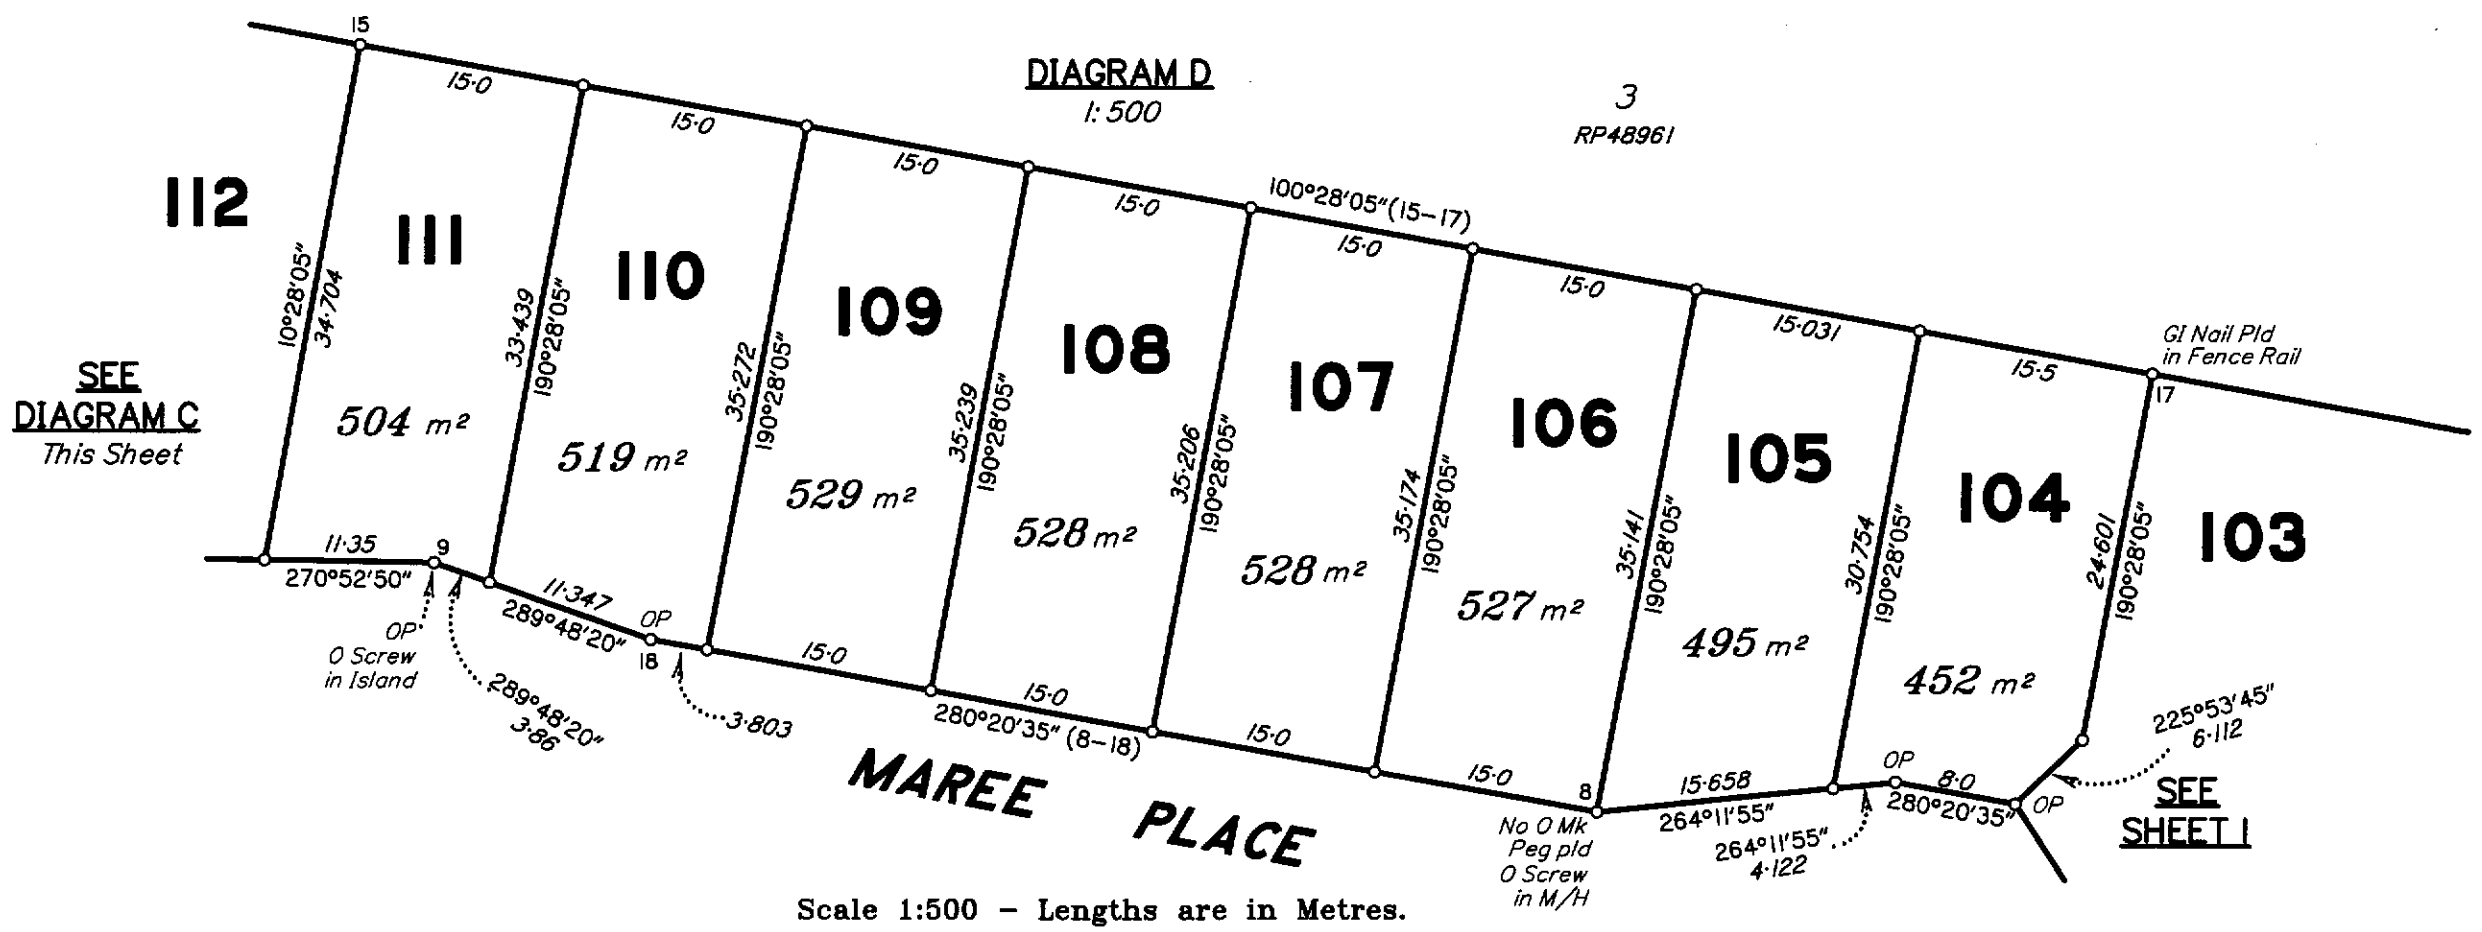 15
DIAGRAM D
1:500
3
RP48961
15·0
15·0
15·0
15·0
100°28'05"(15-17)
15·0
15·0
15·031
15·5
GI Nail Pld
in Fence Rail
17
112
111
110
109
108
107
106
105
104
103
10°28'05"
34·704
33·439
190°28'05"
35·272
190°28'05"
35·239
190°28'05"
35·206
190°28'05"
35·174
190°28'05"
35·141
190°28'05"
30·754
190°28'05"
24·601
190°28'05"
SEE
DIAGRAM C
This Sheet
504 m²
519 m²
529 m²
528 m²
528 m²
527 m²
495 m²
452 m²
11·35
270°52'50"
9
OP
O Screw
in Island
289°48'20"
3·86
11·347
289°48'20"
OP
18
3·803
15·0
15·0
280°20'35" (8-18)
15·0
15·0
8
No O Mk
Peg pld
O Screw
in M/H
15·658
264°11'55"
264°11'55"
4·122
OP
8·0
280°20'35"
OP
225°53'45"
6·112
SEE
SHEET 1
MAREE PLACE
Scale 1:500 - Lengths are in Metres.